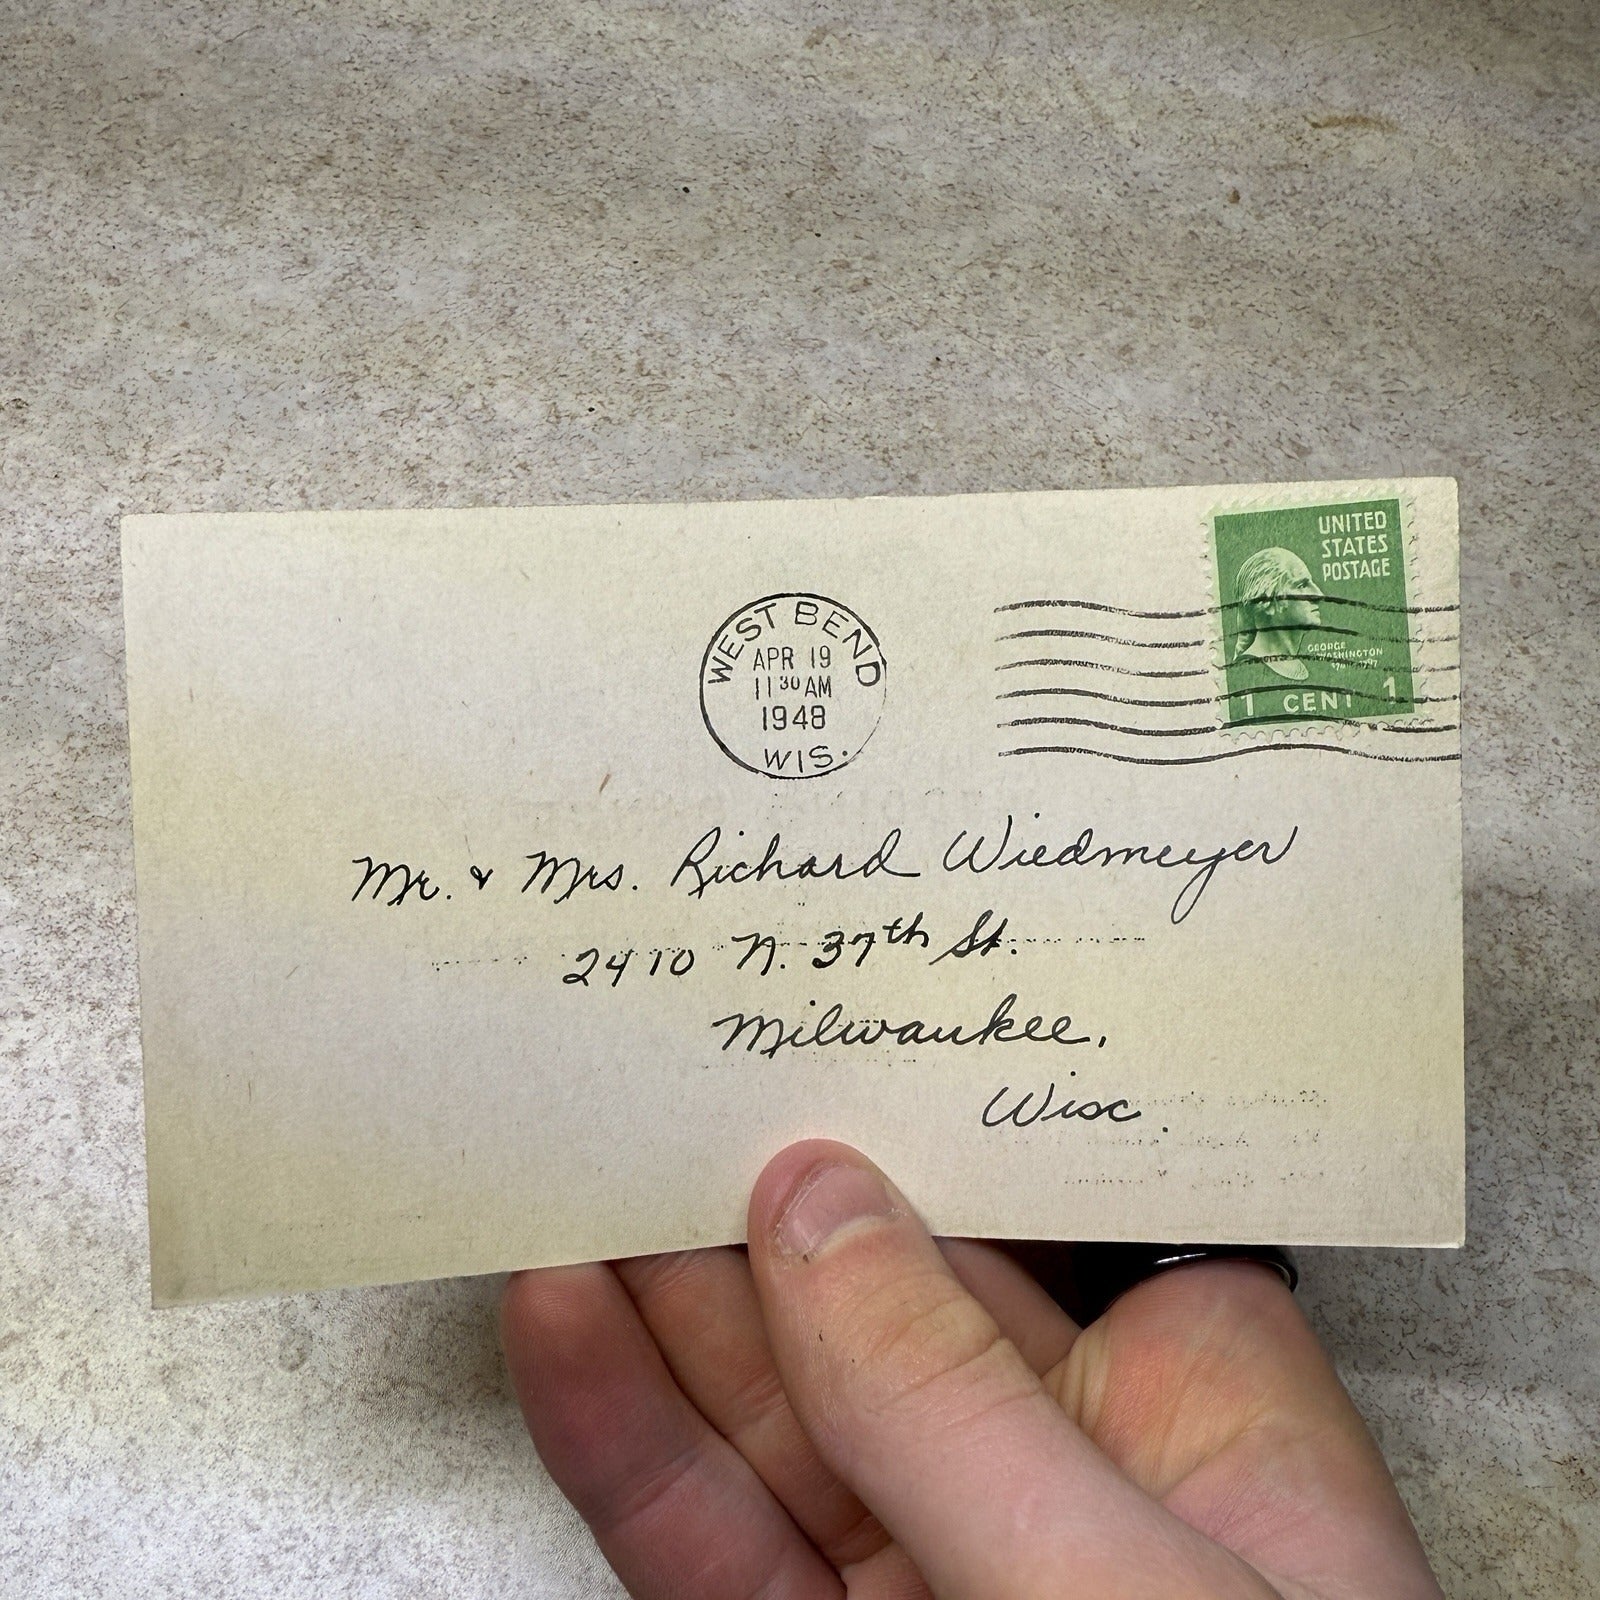 UNITED
STATES
POSTAGE
GEORGE
WASHINGTON
1 CENT 1
WEST BEND
APR 19
11 30 AM
1948
WIS.
Mr. & Mrs. Richard Wiedmeyer
2410 N. 37th St.
Milwaukee,
Wisc.